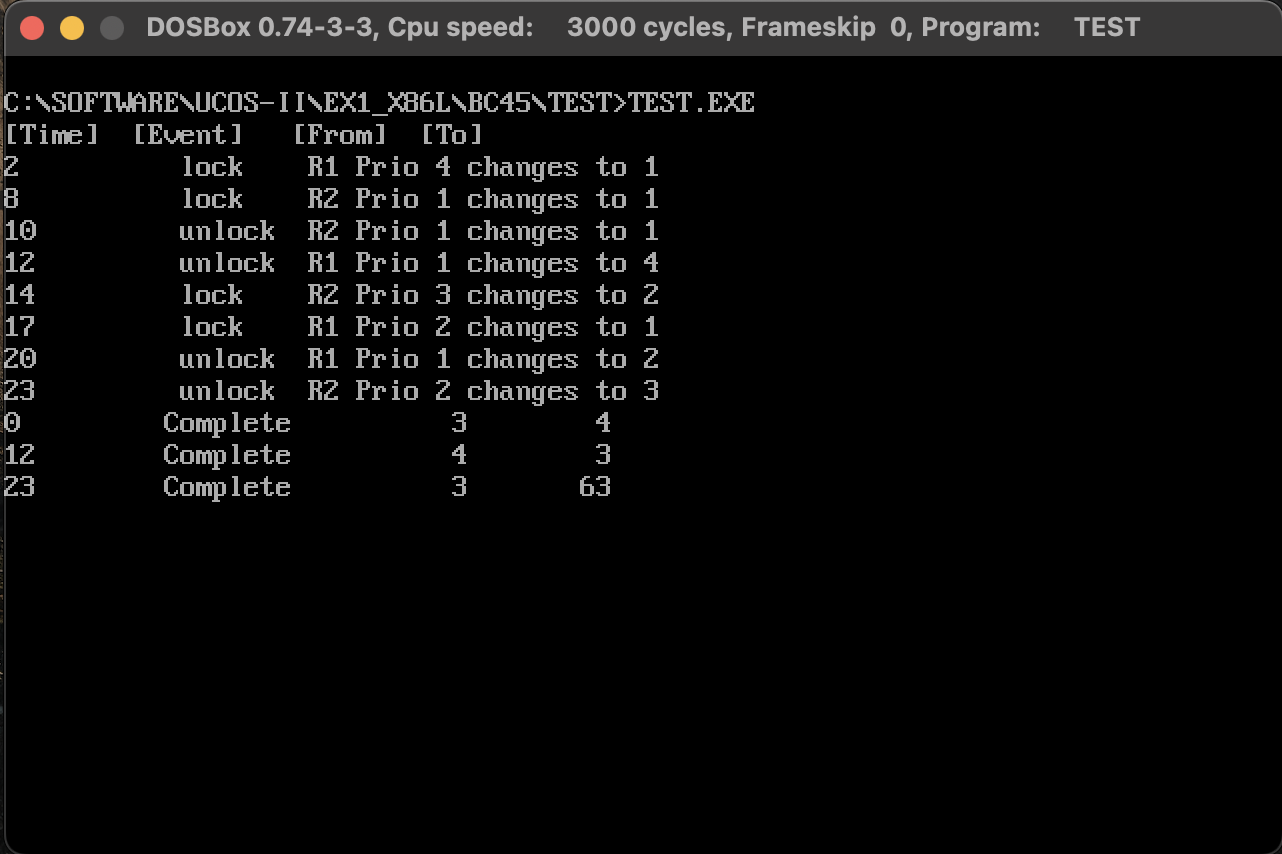 DOSBox 0.74-3-3, Cpu speed: 3000 cycles, Frameskip 0, Program: TEST
C:\SOFTWARE\UCOS-II\EX1_X86L\BC45\TEST>TEST.EXE
[Time] [Event] [From] [To]
2 lock R1 Prio 4 changes to 1
8 lock R2 Prio 1 changes to 1
10 unlock R2 Prio 1 changes to 1
12 unlock R1 Prio 1 changes to 4
14 lock R2 Prio 3 changes to 2
17 lock R1 Prio 2 changes to 1
20 unlock R1 Prio 1 changes to 2
23 unlock R2 Prio 2 changes to 3
0 Complete 3 4
12 Complete 4 3
23 Complete 3 63